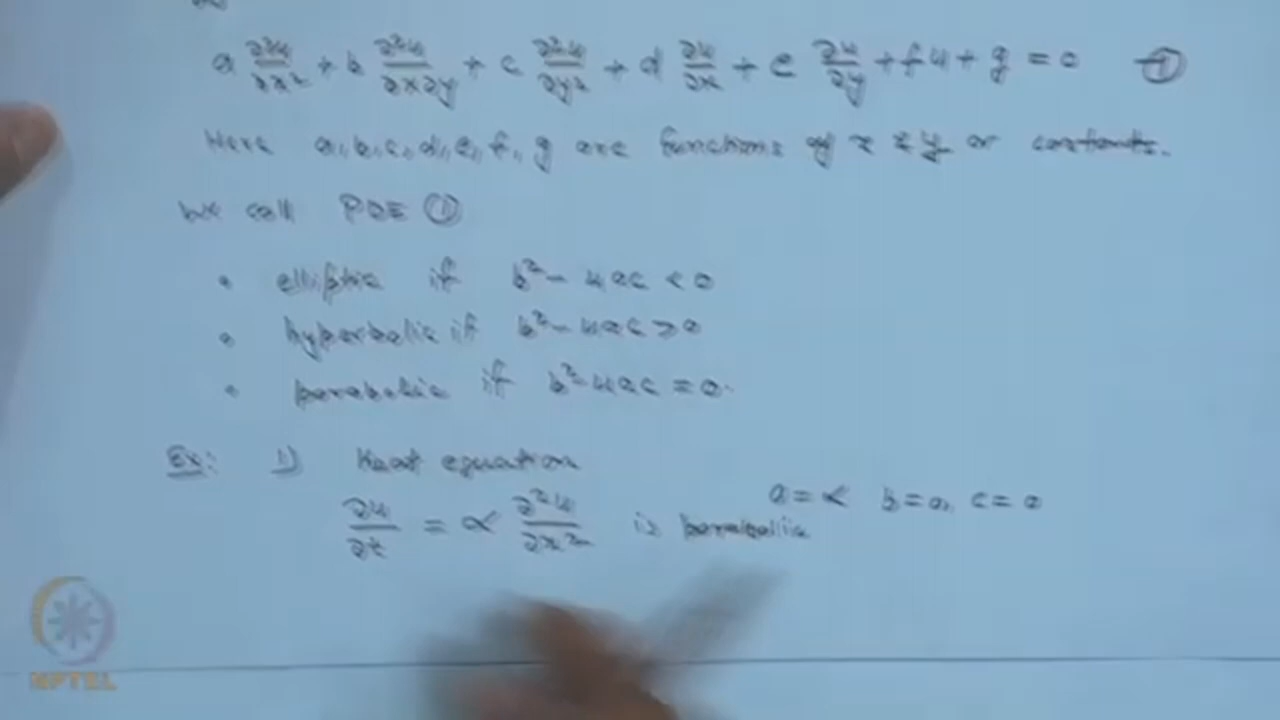 a ∂²u/∂x² + b ∂²u/∂x∂y + c ∂²u/∂y² + d ∂u/∂x + e ∂u/∂y + fu + g = 0 ①
Here a, b, c, d, e, f, g are functions of x & y or constants.
We call PDE ①
• elliptic if b² - 4ac < 0
• hyperbolic if b² - 4ac > 0
• parabolic if b² - 4ac = 0.
Ex: 1) Heat equation
∂u/∂t = α ∂²u/∂x² is parabolic a = α b = 0, c = 0
NPTEL